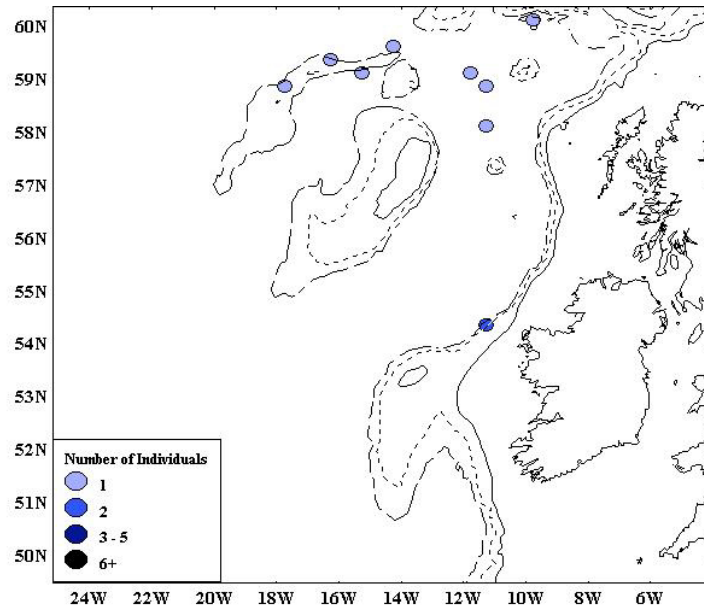 60N
59N
58N
57N
56N
55N
54N
53N
52N
51N
50N
Number of Individuals
1
2
3 - 5
6+
24W 22W 20W 18W 16W 14W 12W 10W 8W 6W